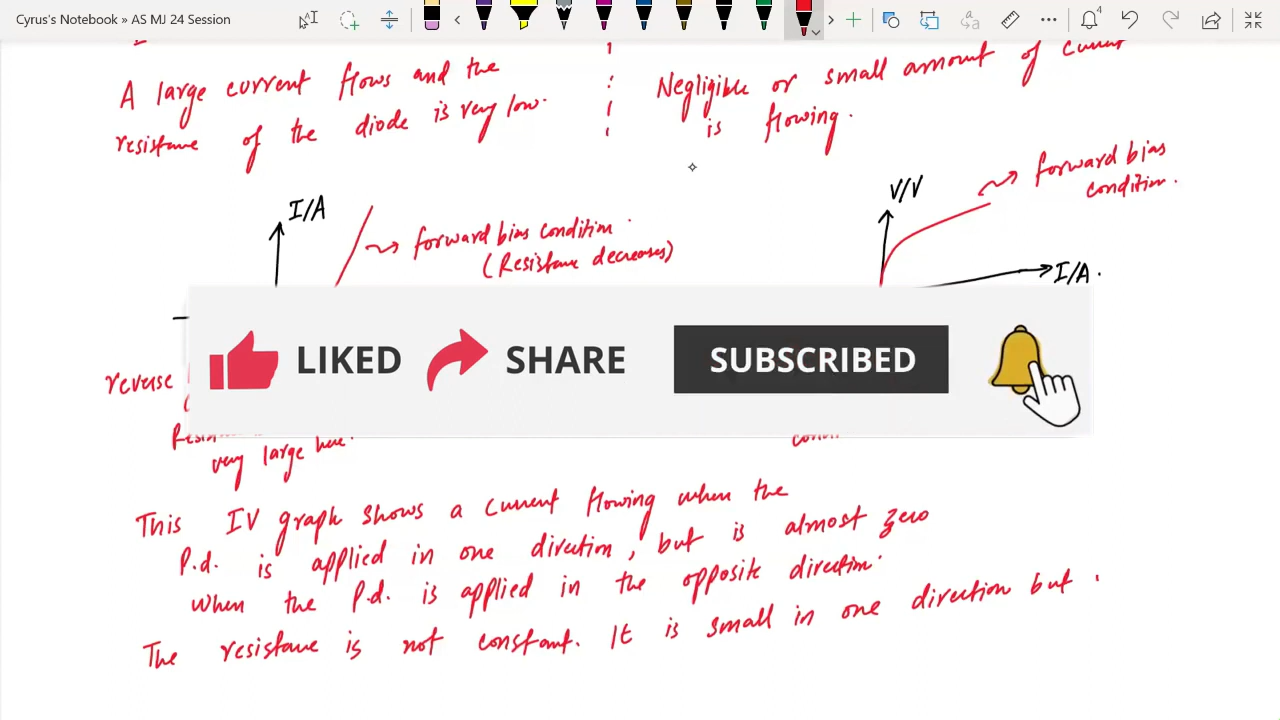 Cyrus's Notebook » AS MJ 24 Session
4
A large current flows and the
resistance of the diode is very low.
Negligible or small amount of current
is flowing.
I/A
forward bias condition
(Resistance decreases)
V/V
forward bias
condition.
I/A.
LIKED SHARE SUBSCRIBED
reverse
very large here.
This IV graph shows a current flowing when the
P.d. is applied in one direction, but is almost zero
when the P.d. is applied in the opposite direction.
The resistance is not constant. It is small in one direction but